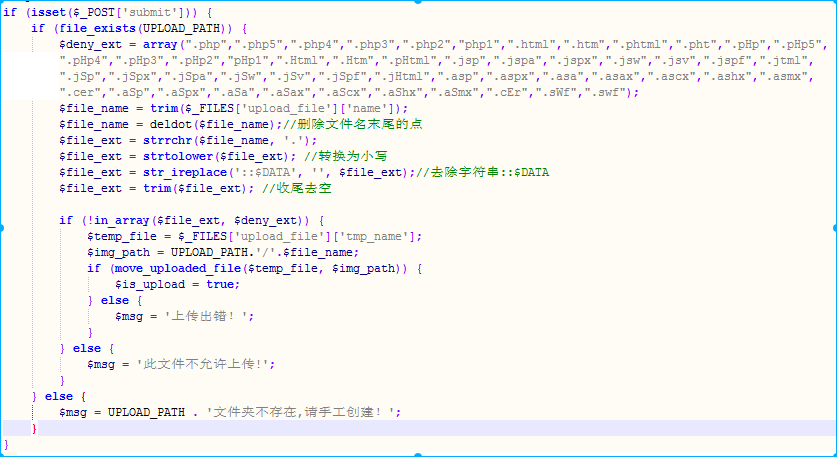 if (isset($_POST['submit'])) {
if (file_exists(UPLOAD_PATH)) {
$deny_ext = array(".php",".php5",".php4",".php3",".php2","php1",".html",".htm",".phtml",".pht",".pHp",".pHp5",
".pHp4",".pHp3",".pHp2","pHp1",".Html",".Htm",".pHtml",".jsp",".jspa",".jspx",".jsw",".jsv",".jspf",".jtml",
".jSp",".jSpx",".jSpa",".jSw",".jSv",".jSpf",".jHtml",".asp",".aspx",".asa",".asax",".ascx",".ashx",".asmx",
".cer",".aSp",".aSpx",".aSa",".aSax",".aScx",".aShx",".aSmx",".cEr",".sWf",".swf");
$file_name = trim($_FILES['upload_file']['name']);
$file_name = deldot($file_name);//删除文件名末尾的点
$file_ext = strrchr($file_name, '.');
$file_ext = strtolower($file_ext); //转换为小写
$file_ext = str_ireplace('::$DATA', '', $file_ext);//去除字符串::$DATA
$file_ext = trim($file_ext); //收尾去空
if (!in_array($file_ext, $deny_ext)) {
$temp_file = $_FILES['upload_file']['tmp_name'];
$img_path = UPLOAD_PATH.'/'.$file_name;
if (move_uploaded_file($temp_file, $img_path)) {
$is_upload = true;
} else {
$msg = '上传出错！';
}
} else {
$msg = '此文件不允许上传!';
}
} else {
$msg = UPLOAD_PATH . '文件夹不存在,请手工创建！';
}
}